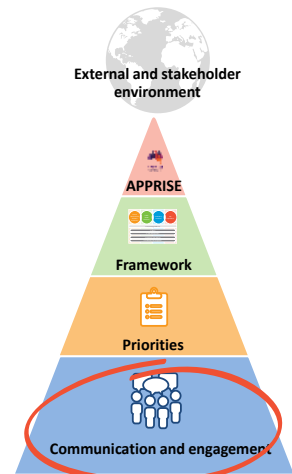 External and stakeholder
environment
APPRISE
Framework
Priorities
Communication and engagement